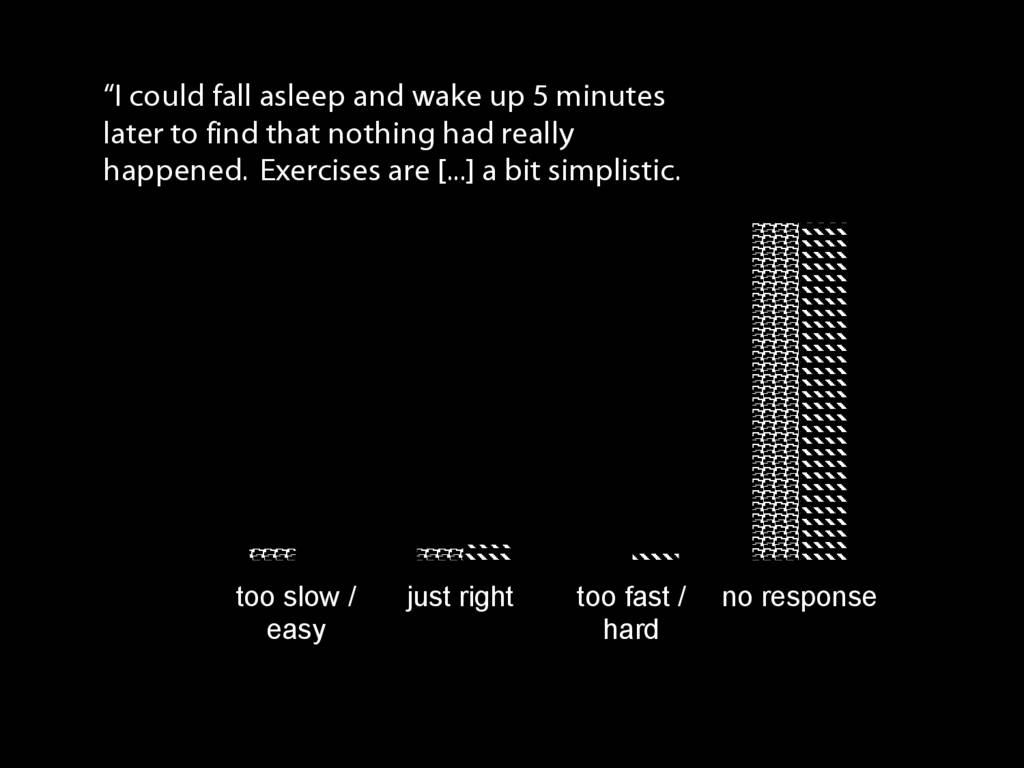 “I could fall asleep and wake up 5 minutes
later to find that nothing had really
happened.  Exercises are [...] a bit simplistic.
too slow /
easy
just right
too fast /
hard
no response